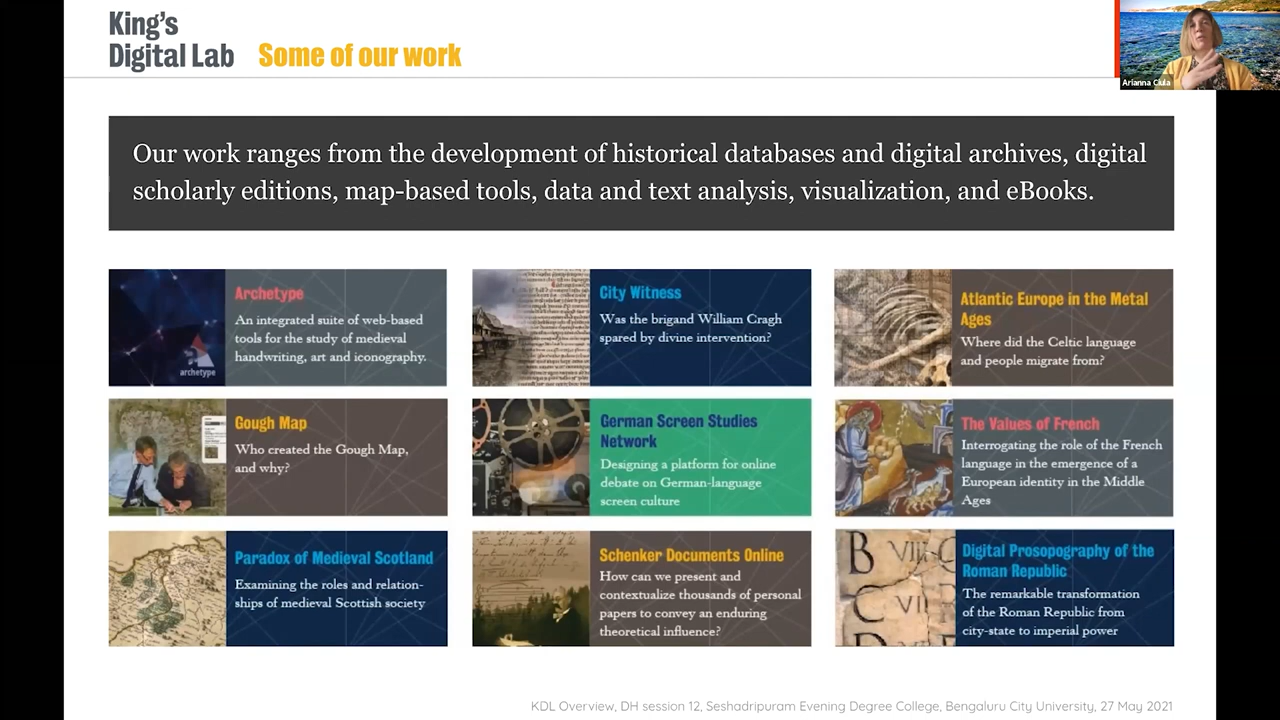 King's
Digital Lab
Some of our work
Arianna Ciula
Our work ranges from the development of historical databases and digital archives, digital
scholarly editions, map-based tools, data and text analysis, visualization, and eBooks.
Archetype
An integrated suite of web-based
tools for the study of medieval
handwriting, art and iconography.
archetype
City Witness
Was the brigand William Cragh
spared by divine intervention?
Atlantic Europe in the Metal
Ages
Where did the Celtic language
and people migrate from?
Gough Map
Who created the Gough Map,
and why?
German Screen Studies
Network
Designing a platform for online
debate on German-language
screen culture
The Values of French
Interrogating the role of the French
language in the emergence of a
European identity in the Middle
Ages
Paradox of Medieval Scotland
Examining the roles and relation-
ships of medieval Scottish society
Schenker Documents Online
How can we present and
contextualize thousands of personal
papers to convey an enduring
theoretical influence?
B VIII
C VII
Digital Prosopography of the
Roman Republic
The remarkable transformation
of the Roman Republic from
city-state to imperial power
KDL Overview, DH session 12, Seshadripuram Evening Degree College, Bengaluru City University, 27 May 2021